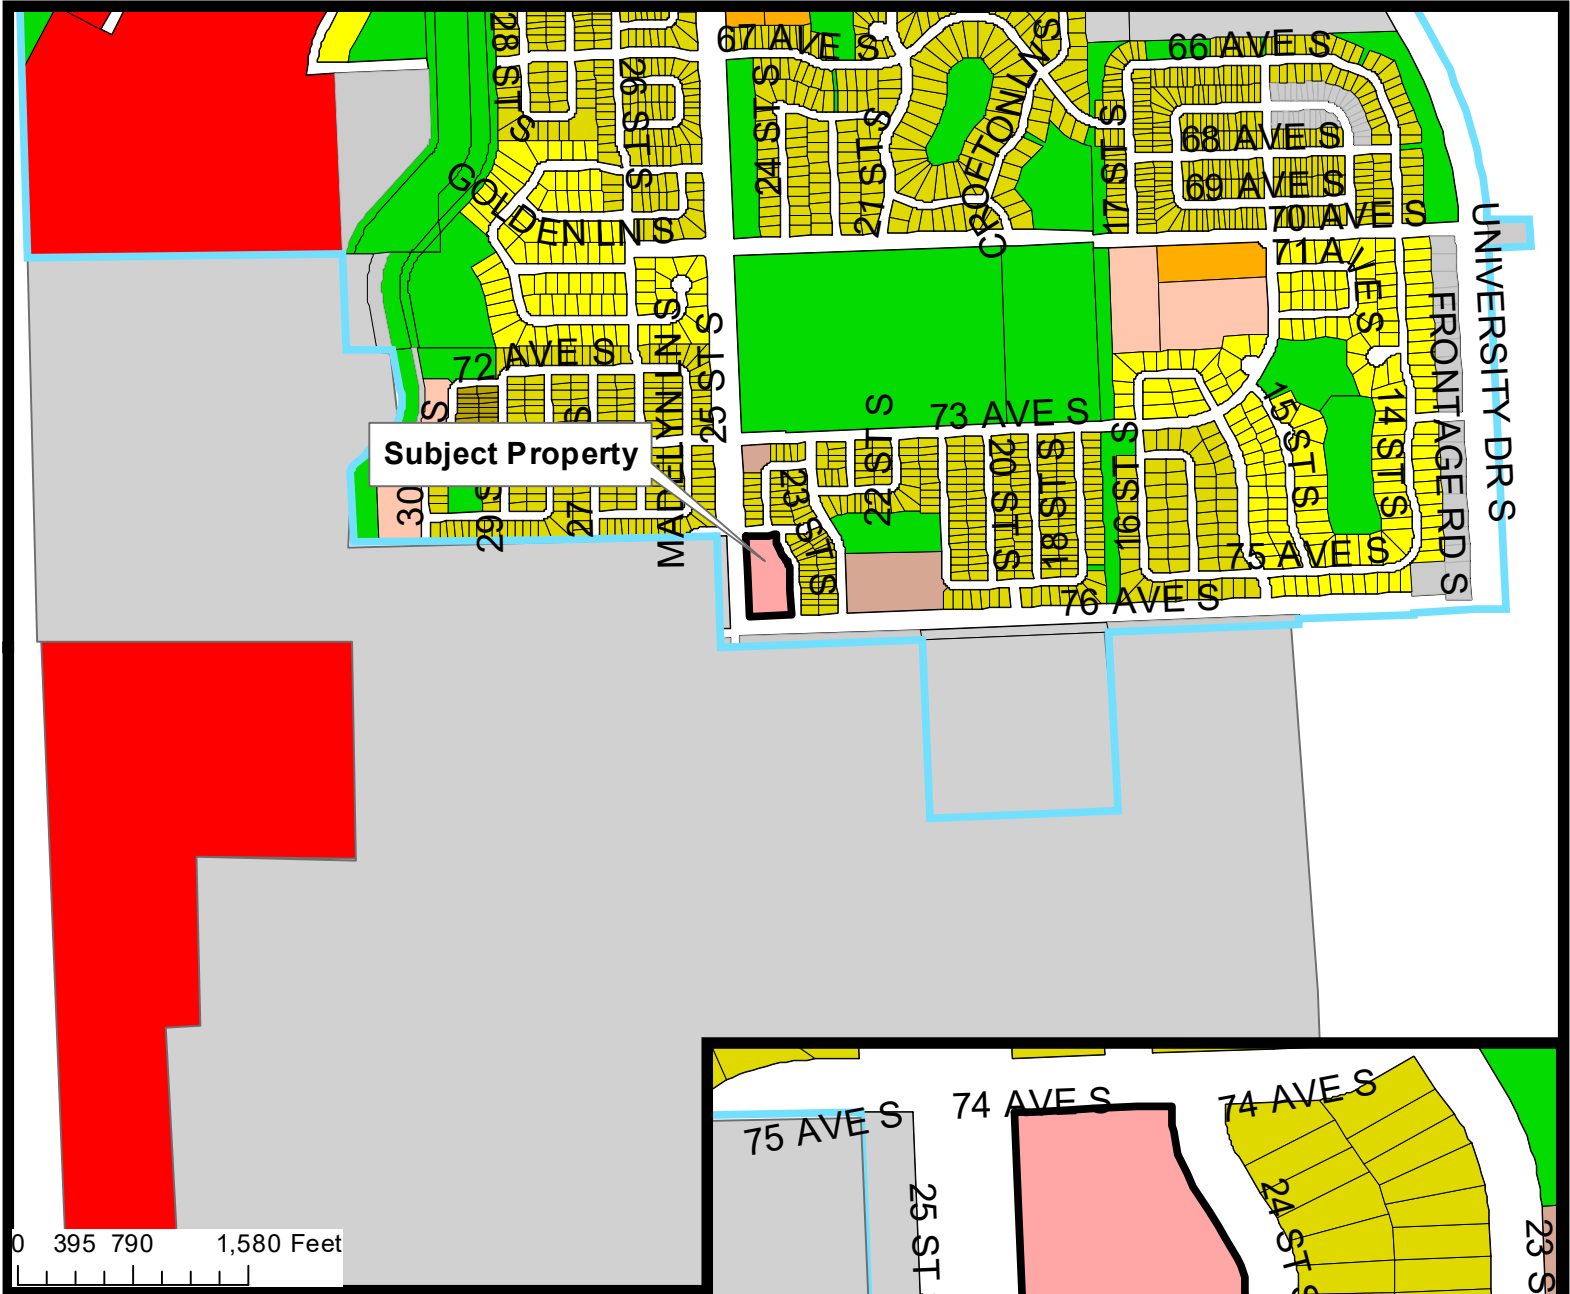 67 AVE S
66 AVE S
28 ST S
26 ST S
24 ST S
21 ST S
CROFTON LN S
17 ST S
68 AVE S
69 AVE S
70 AVE S
71 AVE S
GOLDEN LN S
UNIVERSITY DR S
FRONTAGE RD S
72 AVE S
MADELYN LN S
25 ST S
73 AVE S
22 ST S
20 ST S
18 ST S
16 ST S
15 ST S
14 ST S
Subject Property
30
S
29
S
27
S
23 ST S
75 AVE S
76 AVE S
74 AVE S
74 AVE S
75 AVE S
25 ST
24 ST S
23 S
0 395 790 1,580 Feet